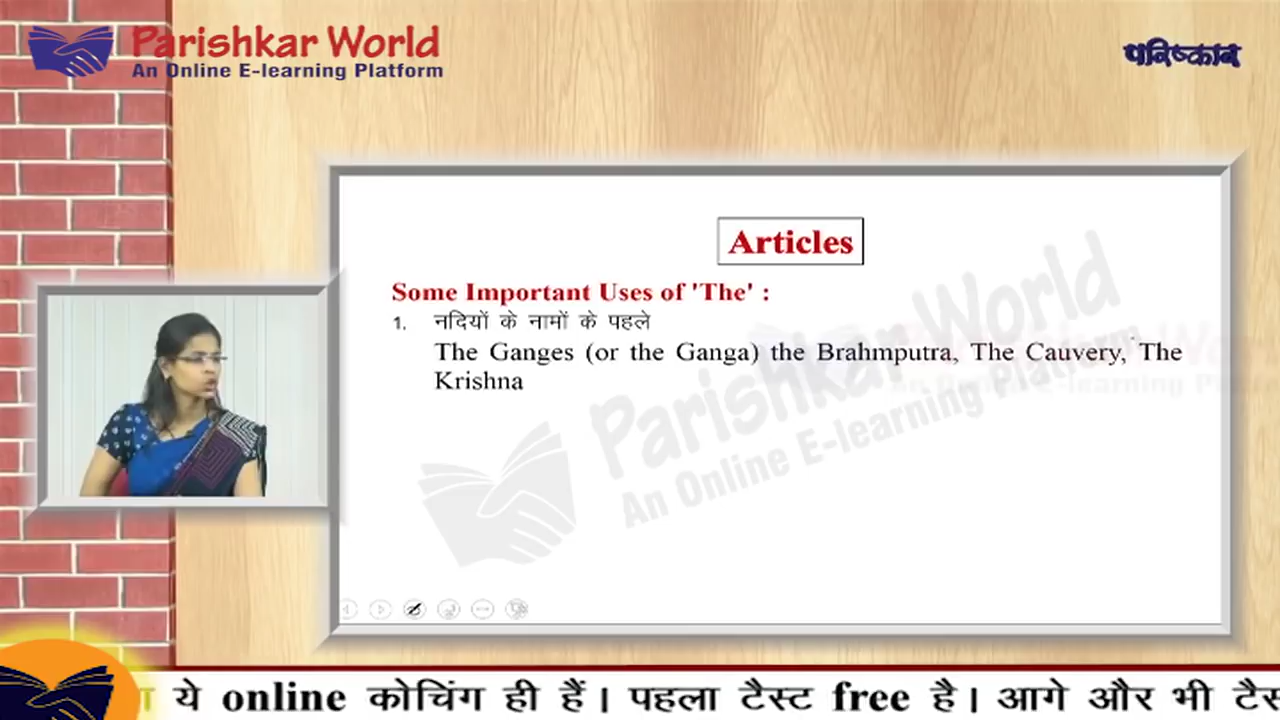 Parishkar World
An Online E-learning Platform
परिष्कार
Articles
Some Important Uses of 'The' :
1. नदियों के नामों के पहले
The Ganges (or the Ganga) the Brahmputra, The Cauvery, The
Krishna
Parishkar World
An Online E-learning Platform
ये online कोचिंग ही हैं। पहला टैस्ट free है। आगे और भी